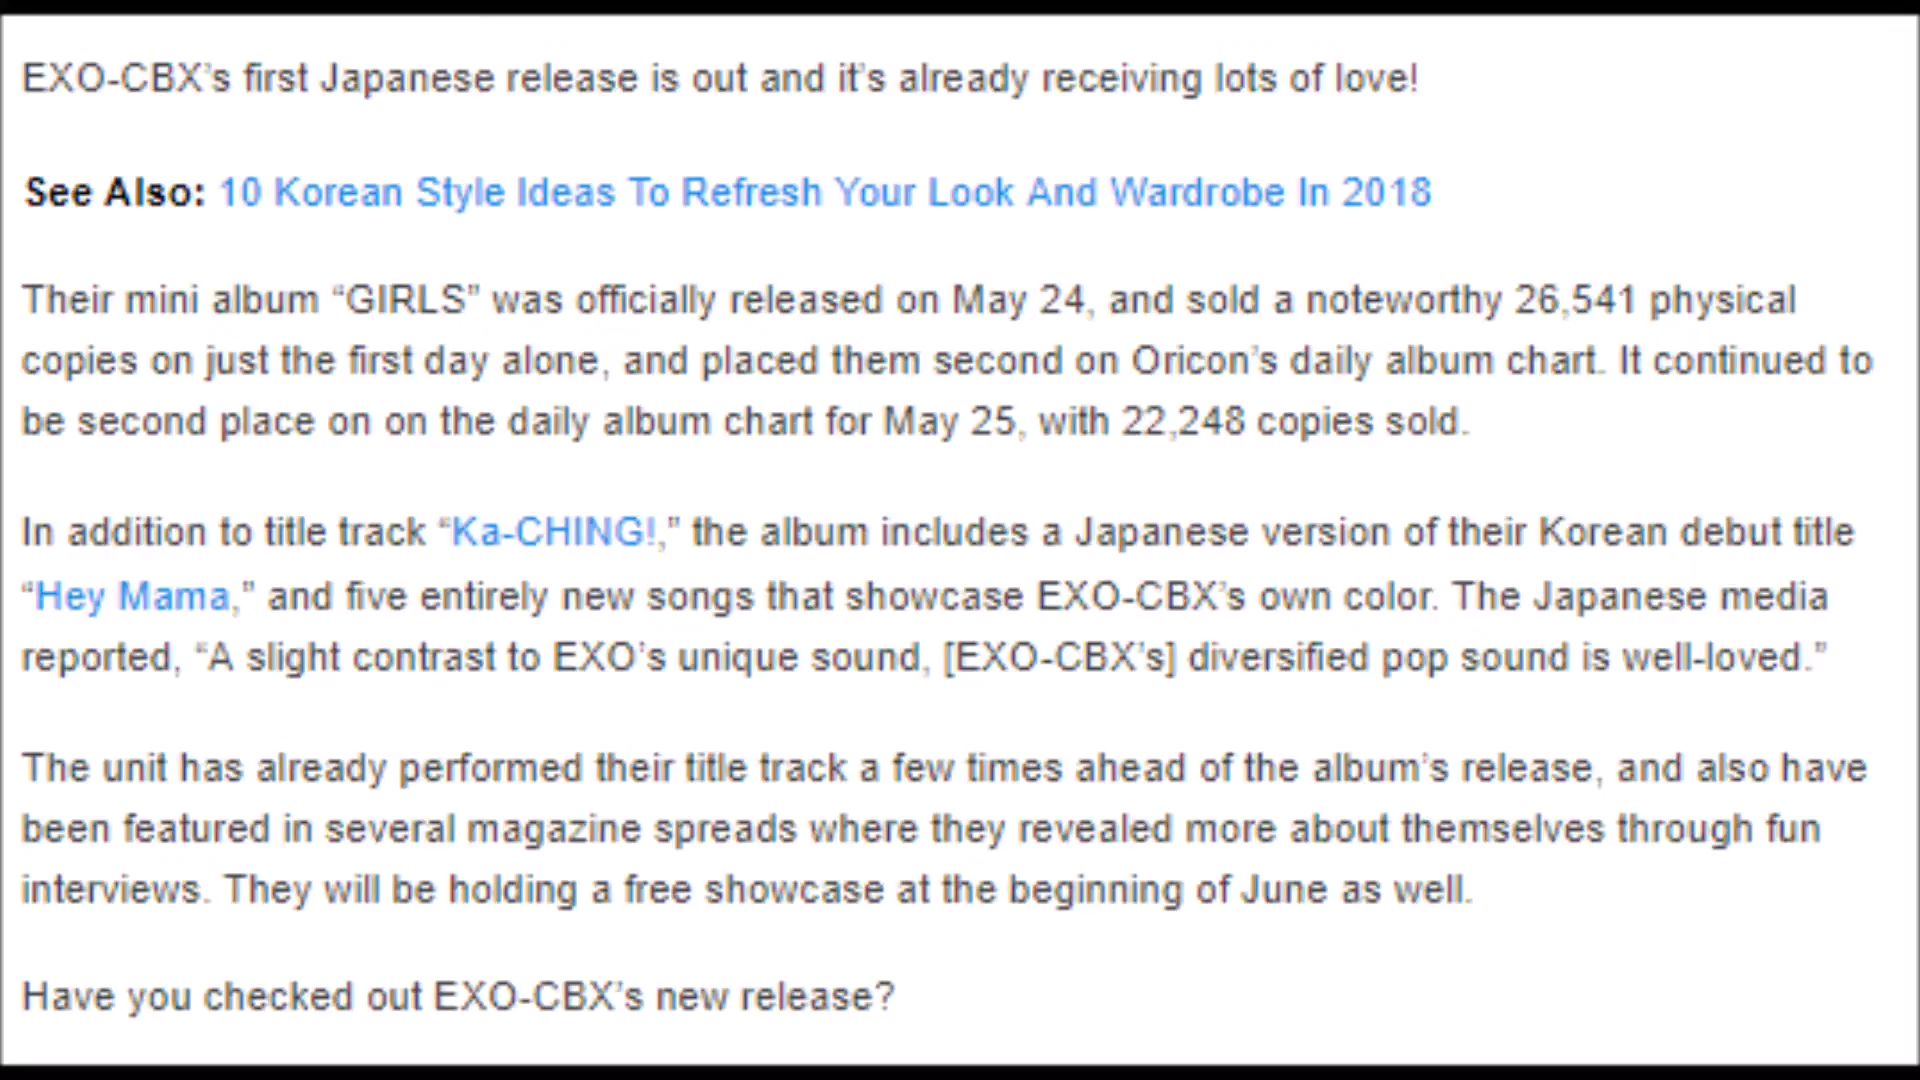 EXO-CBX’s first Japanese release is out and it’s already receiving lots of love!
See Also: 10 Korean Style Ideas To Refresh Your Look And Wardrobe In 2018
Their mini album “GIRLS” was officially released on May 24, and sold a noteworthy 26,541 physical
copies on just the first day alone, and placed them second on Oricon’s daily album chart. It continued to
be second place on on the daily album chart for May 25, with 22,248 copies sold.
In addition to title track “Ka-CHING!,” the album includes a Japanese version of their Korean debut title
“Hey Mama,” and five entirely new songs that showcase EXO-CBX’s own color. The Japanese media
reported, “A slight contrast to EXO’s unique sound, [EXO-CBX’s] diversified pop sound is well-loved.”
The unit has already performed their title track a few times ahead of the album’s release, and also have
been featured in several magazine spreads where they revealed more about themselves through fun
interviews. They will be holding a free showcase at the beginning of June as well.
Have you checked out EXO-CBX’s new release?